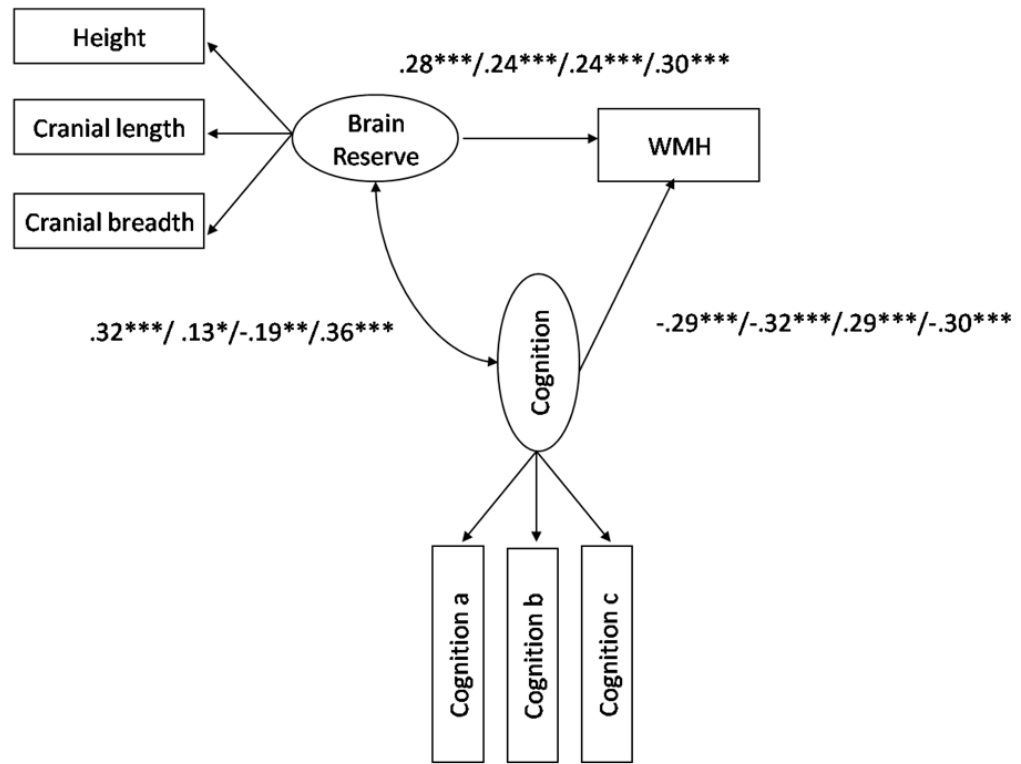 Height
.28***/.24***/.24***/.30***
Cranial length
Brain
Reserve
WMH
Cranial breadth
.32***/ .13*/-.19**/.36***
-.29***/-.32***/.29***/-.30***
Cognition
Cognition a
Cognition b
Cognition c